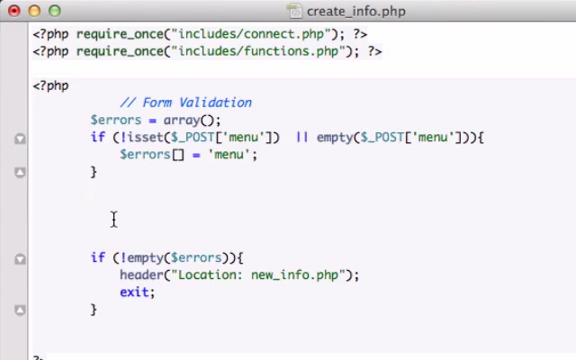 create_info.php
<?php require_once("includes/connect.php"); ?>
<?php require_once("includes/functions.php"); ?>
<?php
// Form Validation
$errors = array();
if (!isset($_POST['menu']) || empty($_POST['menu'])){
$errors[] = 'menu';
}
if (!empty($errors)){
header("Location: new_info.php");
exit;
}
?>